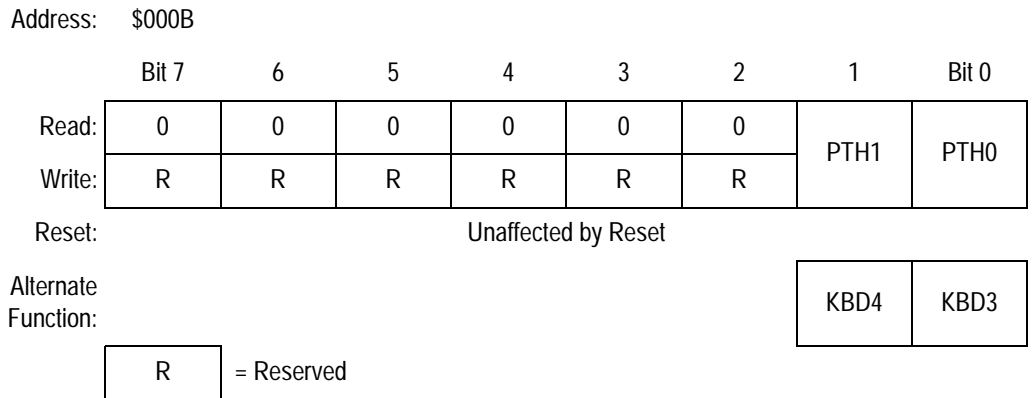 Address: $000B
Bit 7 6 5 4 3 2 1 Bit 0
Read: 0 0 0 0 0 0 PTH1 PTH0
Write: R R R R R R
Reset: Unaffected by Reset
Alternate
Function: KBD4 KBD3
R = Reserved